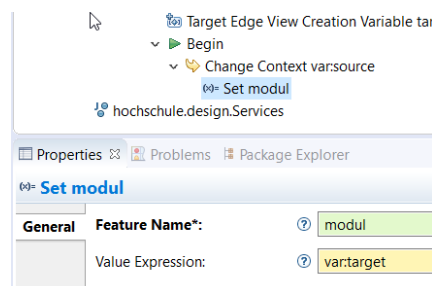 Target Edge View Creation Variable tar
Begin
Change Context var:source
Set modul
hochschule.design.Services
Properties Problems Package Explorer
Set modul
General Feature Name*: ? modul
Value Expression: ? var:target